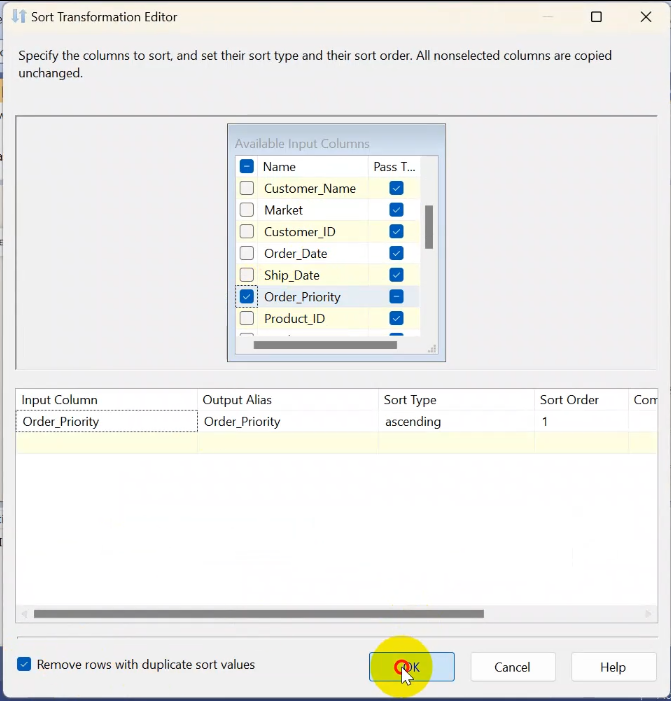 Sort Transformation Editor
Specify the columns to sort, and set their sort type and their sort order. All nonselected columns are copied
unchanged.
Available Input Columns
Name Pass T...
Customer_Name
Market
Customer_ID
Order_Date
Ship_Date
Order_Priority
Product_ID
Input Column Output Alias Sort Type Sort Order Com
Order_Priority Order_Priority ascending 1
Remove rows with duplicate sort values
OK Cancel Help